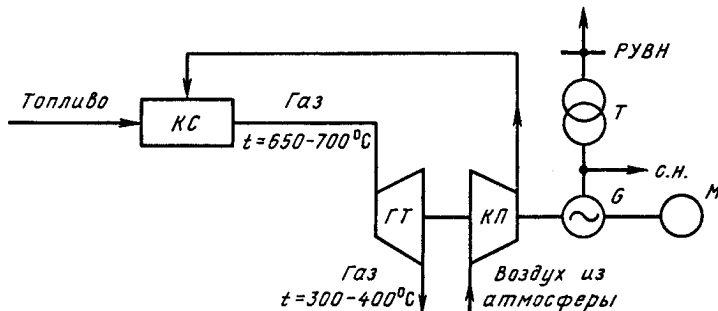 РУВН
Топливо
Газ
КС
Т
t=650-700°С
с.н.
G
М
ГТ
КП
~
Газ
Воздух из
t=300-400°С
атмосферы